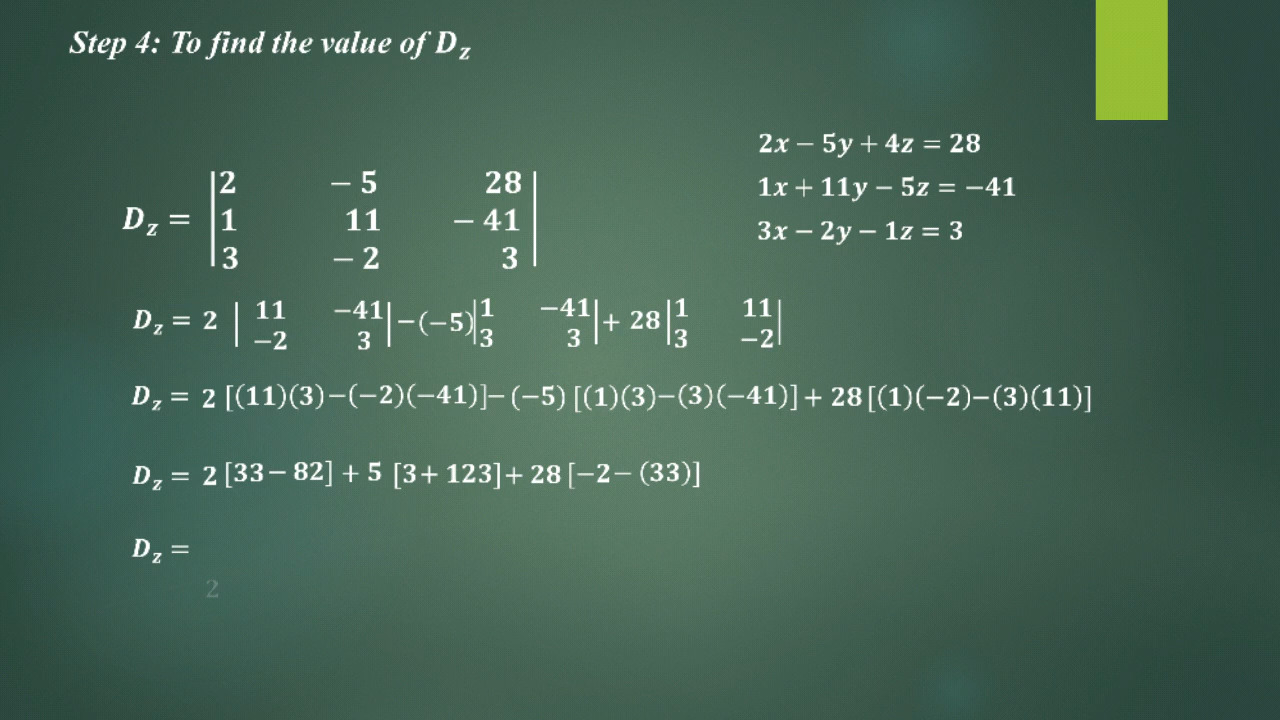 Step 4: To find the value of D_z
2x − 5y + 4z = 28
1x + 11y − 5z = −41
3x − 2y − 1z = 3
D_z = |2 − 5 28|
|1 11 − 41|
|3 − 2 3|
D_z = 2 |11 −41| −(−5) |1 −41| + 28 |1 11|
|−2 3| |3 3| |3 −2|
D_z = 2 [(11)(3)−(−2)(−41)]− (−5) [(1)(3)−(3)(−41)] + 28 [(1)(−2)−(3)(11)]
D_z = 2 [33 − 82] + 5 [3 + 123] + 28 [−2 − (33)]
D_z =
2